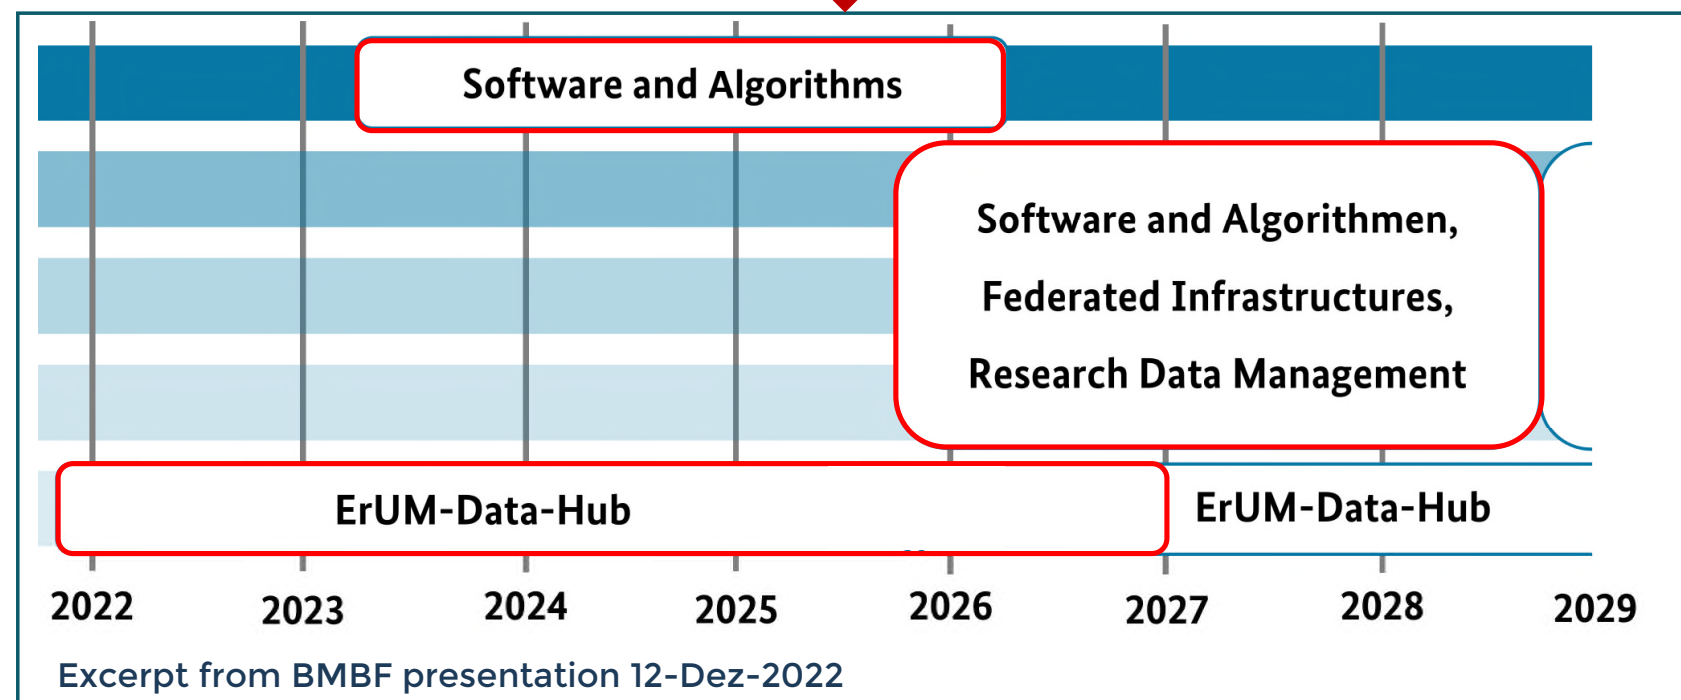 Software and Algorithms
Software and Algorithmen,
Federated Infrastructures,
Research Data Management
ErUM-Data-Hub
ErUM-Data-Hub
2022
2023
2024
2025
2026
2027
2028
2029
Excerpt from BMBF presentation 12-Dez-2022